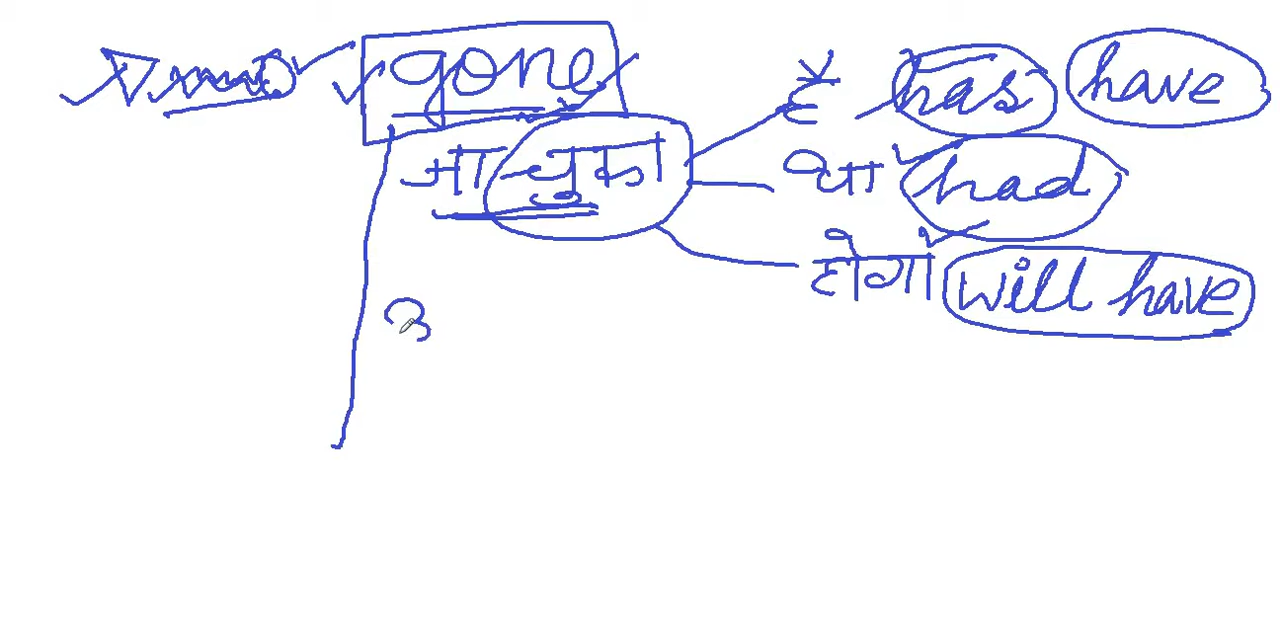 gone है has have
जा चुका था had
होगा will have